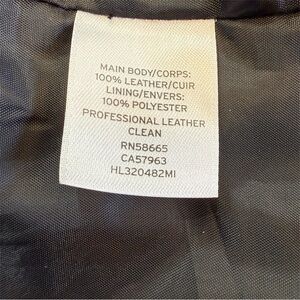 MAIN BODY/CORPS:
100% LEATHER/CUIR
LINING/ENVERS:
100% POLYESTER
PROFESSIONAL LEATHER
CLEAN
RN58665
CA57963
HL320482MI